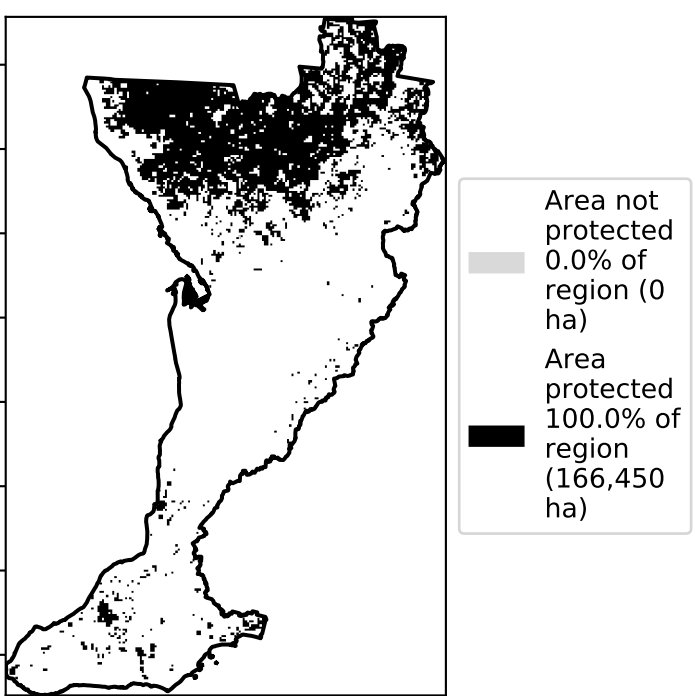 Area not
protected
0.0% of
region (0
ha)
Area
protected
100.0% of
region
(166,450
ha)